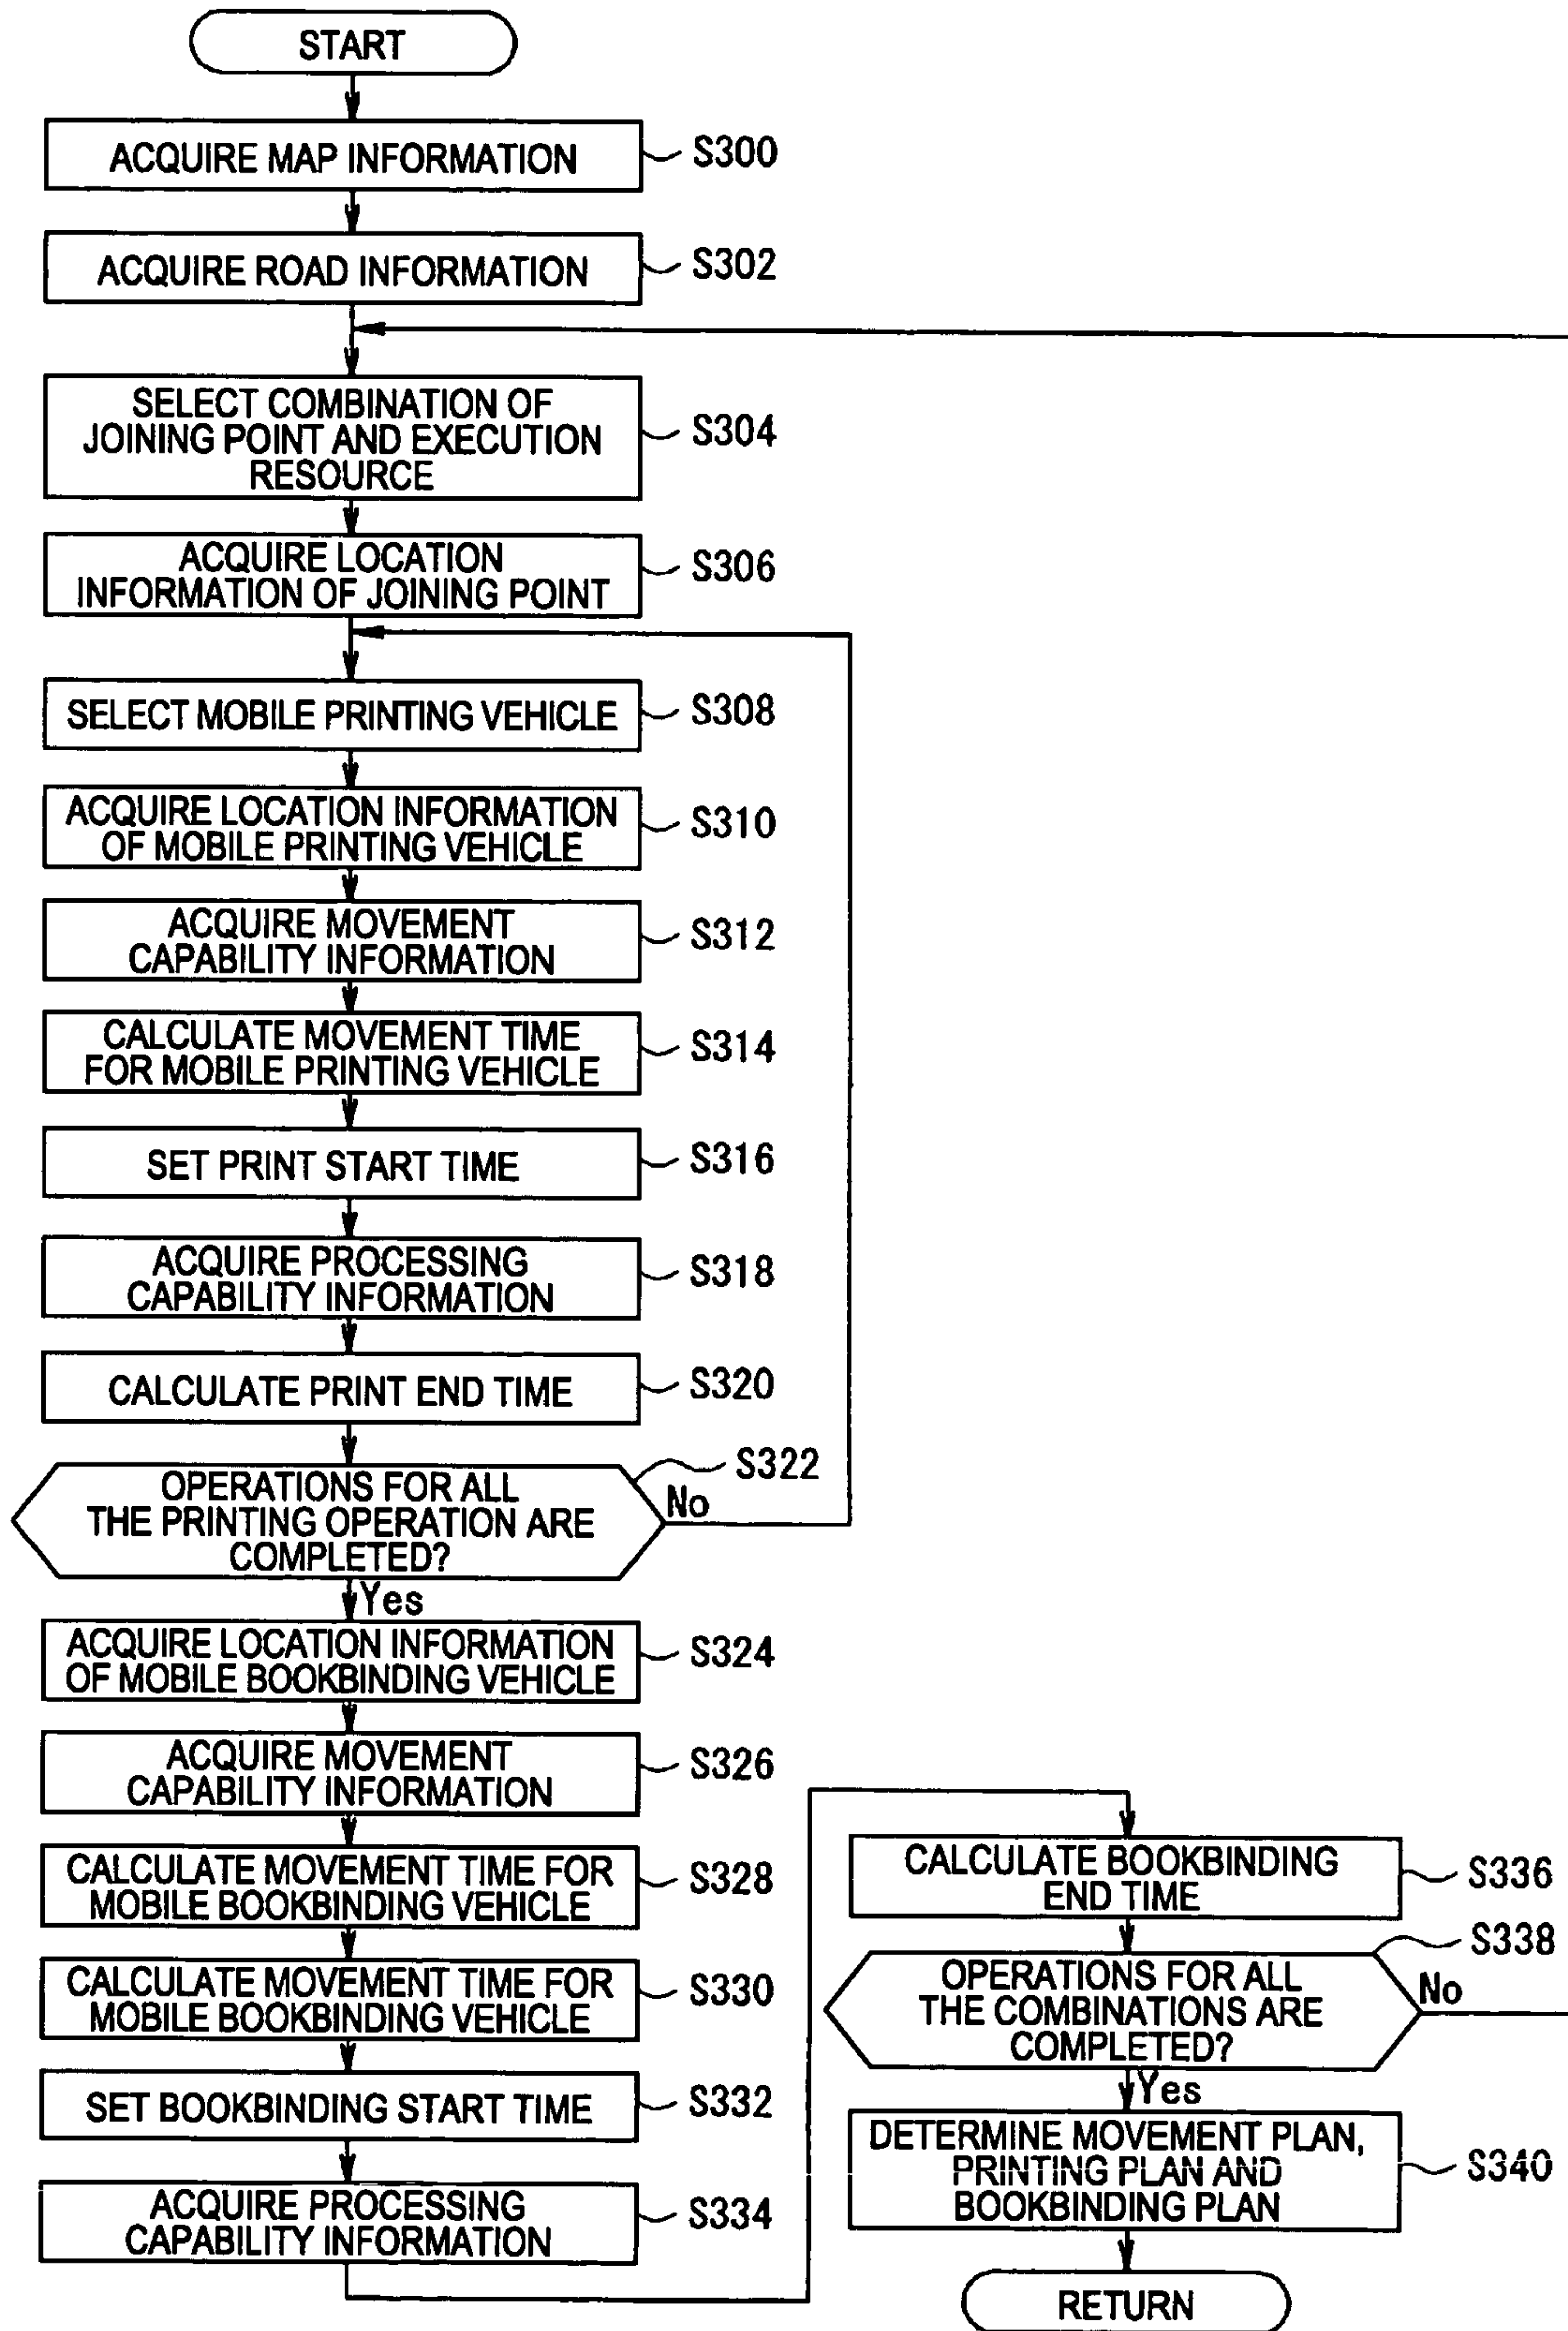 START
ACQUIRE MAP INFORMATION
S300
ACQUIRE ROAD INFORMATION
S302
SELECT COMBINATION OF
JOINING POINT AND EXECUTION
RESOURCE
S304
ACQUIRE LOCATION
INFORMATION OF JOINING POINT
S306
SELECT MOBILE PRINTING VEHICLE
S308
ACQUIRE LOCATION INFORMATION
OF MOBILE PRINTING VEHICLE
S310
ACQUIRE MOVEMENT
CAPABILITY INFORMATION
S312
CALCULATE MOVEMENT TIME
FOR MOBILE PRINTING VEHICLE
S314
SET PRINT START TIME
S316
ACQUIRE PROCESSING
CAPABILITY INFORMATION
S318
CALCULATE PRINT END TIME
S320
OPERATIONS FOR ALL
THE PRINTING OPERATION ARE
COMPLETED?
S322
No
Yes
ACQUIRE LOCATION INFORMATION
OF MOBILE BOOKBINDING VEHICLE
S324
ACQUIRE MOVEMENT
CAPABILITY INFORMATION
S326
CALCULATE MOVEMENT TIME FOR
MOBILE BOOKBINDING VEHICLE
S328
CALCULATE MOVEMENT TIME FOR
MOBILE BOOKBINDING VEHICLE
S330
SET BOOKBINDING START TIME
S332
ACQUIRE PROCESSING
CAPABILITY INFORMATION
S334
CALCULATE BOOKBINDING
END TIME
S336
OPERATIONS FOR ALL
THE COMBINATIONS ARE
COMPLETED?
S338
No
Yes
DETERMINE MOVEMENT PLAN,
PRINTING PLAN AND
BOOKBINDING PLAN
S340
RETURN